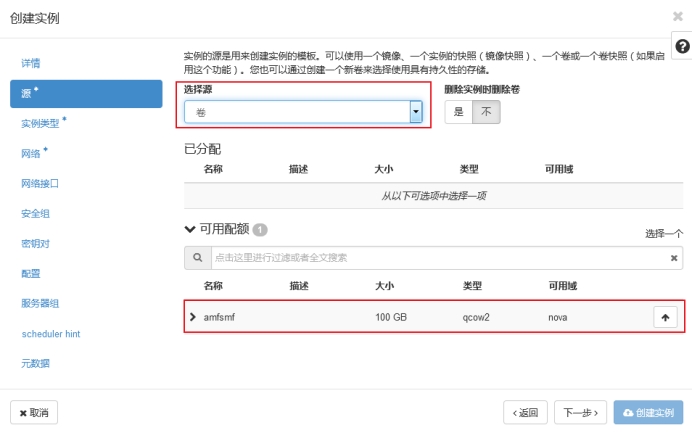 创建实例
详情
源 *
实例类型 *
网络 *
网络接口
安全组
密钥对
配置
服务器组
scheduler hint
元数据
实例的源是用来创建实例的模板。可以使用一个镜像、一个实例的快照（镜像快照）、一个卷或一个卷快照（如果启
用这个功能）。您也可以通过创建一个新卷来选择使用具有持久性的存储。
选择源 删除实例时删除卷
卷 是 不
已分配
名称 描述 大小 类型 可用域
从以下可选项中选择一项
可用配额 1 选择一个
点击这里进行过滤或者全文搜索
名称 描述 大小 类型 可用域
amfsmf 100 GB qcow2 nova
取消 返回 下一步 创建实例